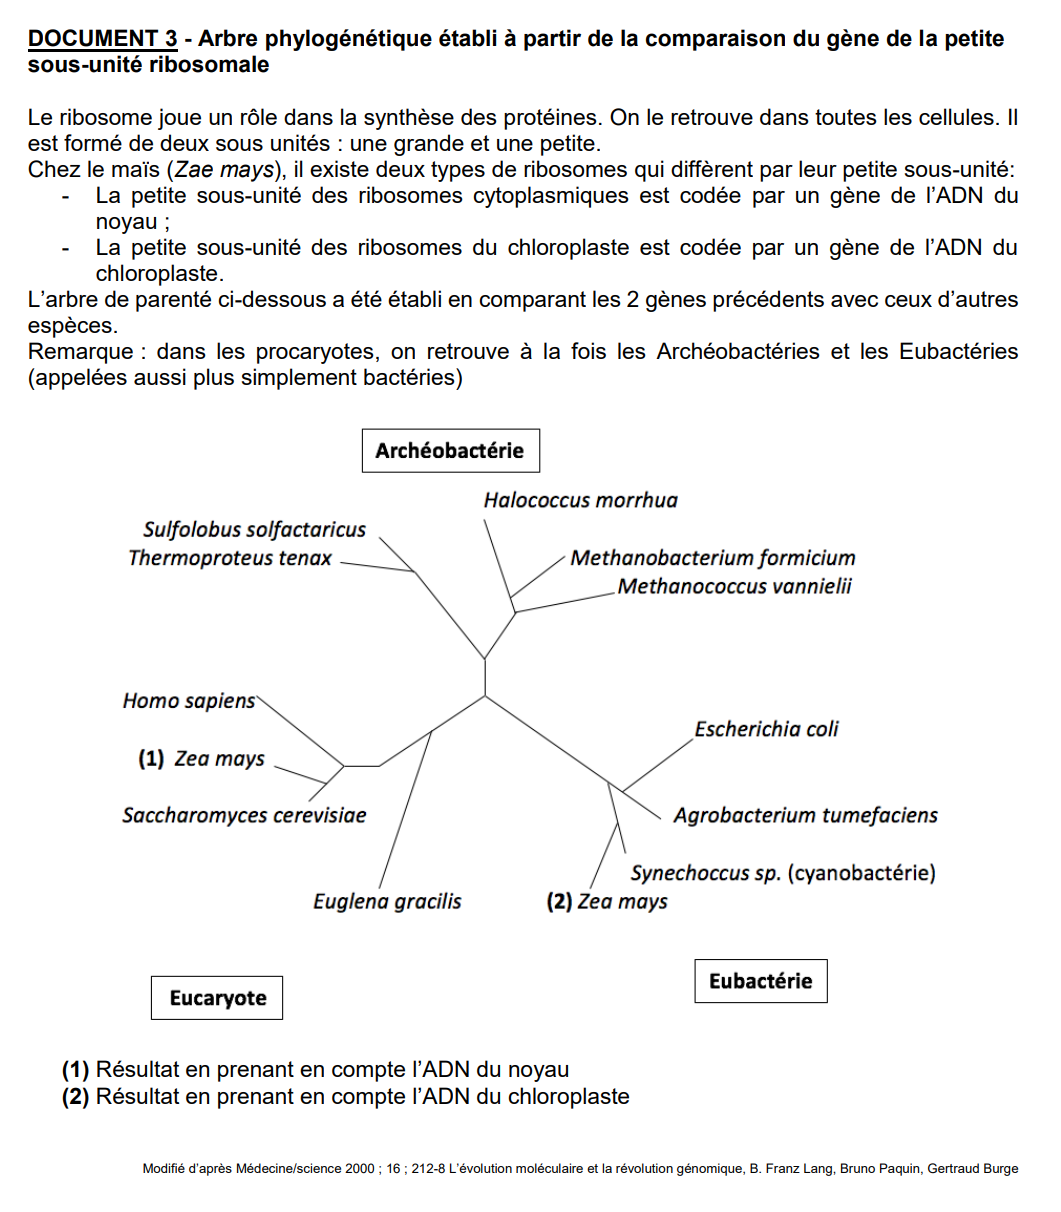 DOCUMENT 3 - Arbre phylogénétique établi à partir de la comparaison du gène de la petite
sous-unité ribosomale
Le ribosome joue un rôle dans la synthèse des protéines. On le retrouve dans toutes les cellules. Il
est formé de deux sous unités : une grande et une petite.
Chez le maïs (Zae mays), il existe deux types de ribosomes qui diffèrent par leur petite sous-unité:
- La petite sous-unité des ribosomes cytoplasmiques est codée par un gène de l'ADN du
noyau ;
- La petite sous-unité des ribosomes du chloroplaste est codée par un gène de l'ADN du
chloroplaste.
L'arbre de parenté ci-dessous a été établi en comparant les 2 gènes précédents avec ceux d'autres
espèces.
Remarque : dans les procaryotes, on retrouve à la fois les Archéobactéries et les Eubactéries
(appelées aussi plus simplement bactéries)
Archéobactérie
Halococcus morrhua
Sulfolobus solfactaricus
Thermoproteus tenax
Methanobacterium formicium
Methanococcus vannielii
Homo sapiens
Escherichia coli
(1) Zea mays
Saccharomyces cerevisiae
Agrobacterium tumefaciens
Synechoccus sp. (cyanobactérie)
Euglena gracilis
(2) Zea mays
Eubactérie
Eucaryote
(1) Résultat en prenant en compte l'ADN du noyau
(2) Résultat en prenant en compte l'ADN du chloroplaste
Modifié d'après Médecine/science 2000 ; 16 ; 212-8 L'évolution moléculaire et la révolution génomique, B. Franz Lang, Bruno Paquin, Gertraud Burge